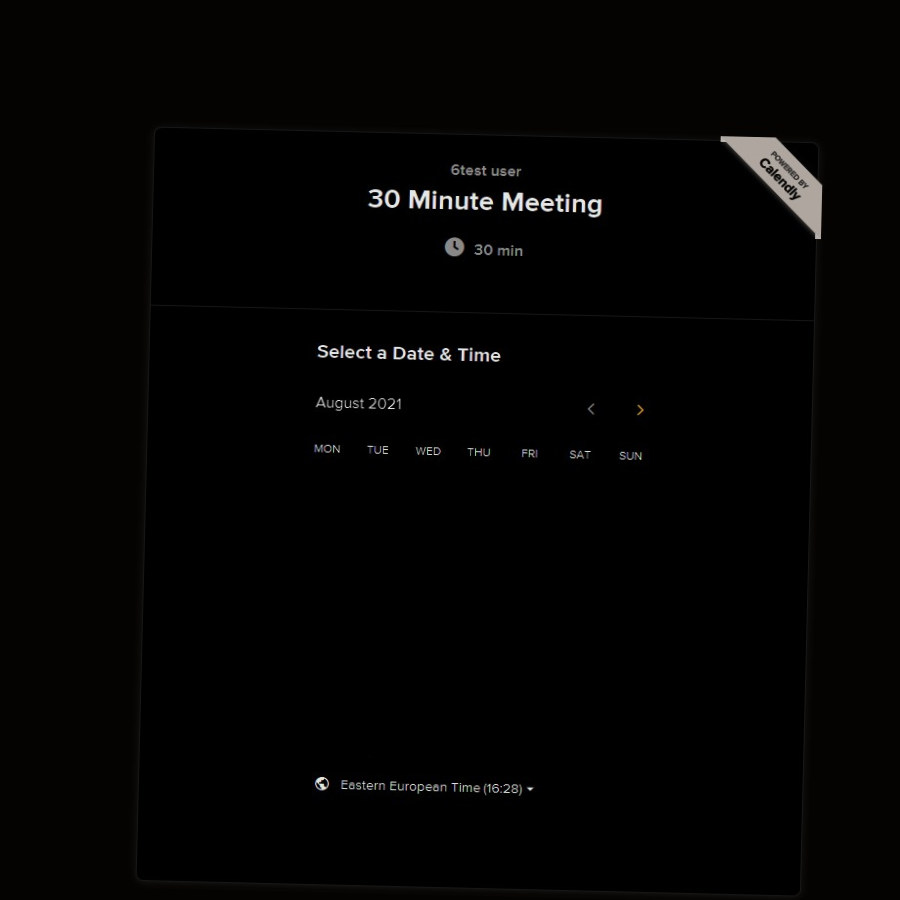 POWERED BY
Calendly
6test user
30 Minute Meeting
30 min
Select a Date & Time
August 2021
MON TUE WED THU FRI SAT SUN
Eastern European Time (16:28)